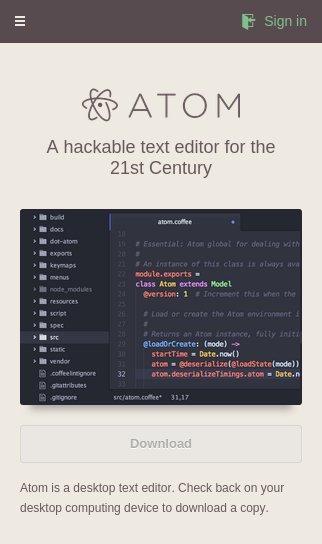 Sign in
ATOM
A hackable text editor for the
21st Century
build
docs
dot-atom
exports
keymaps
menus
node_modules
resources
script
spec
src
static
vendor
.coffeelintignore
.gitattributes
.gitignore
atom.coffee
18
19 # Essential: Atom global for dealing with
20 #
21 # An instance of this class is always ava
22 module.exports =
23 class Atom extends Model
24 @version: 1 # Increment this when the
25
26 # Load or create the Atom environment i
27 #
28 # Returns an Atom instance, fully initi
29 @loadOrCreate: (mode) ->
30 startTime = Date.now()
31 atom = @deserialize(@loadState(mode))
32 atom.deserializeTimings.atom = Date.n
33
src/atom.coffee* 31,17
Download
Atom is a desktop text editor. Check back on your
desktop computing device to download a copy.